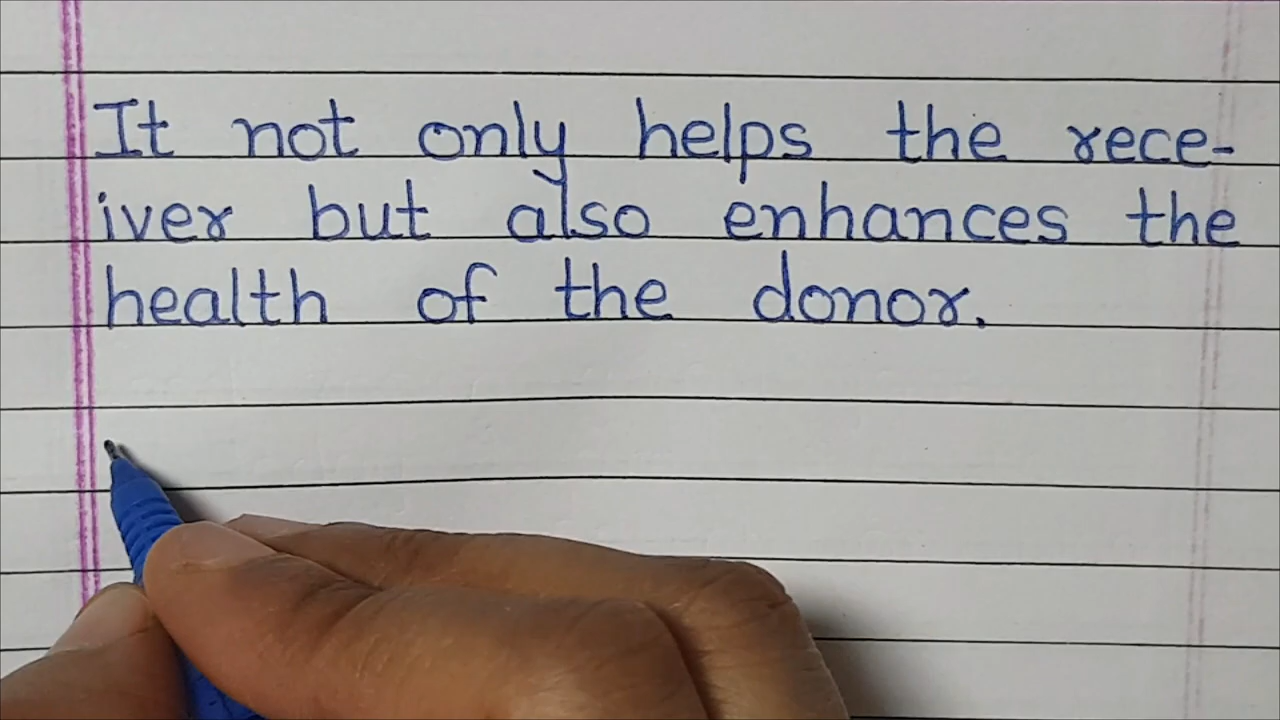 It not only helps the rece-
iver but also enhances the
health of the donor.